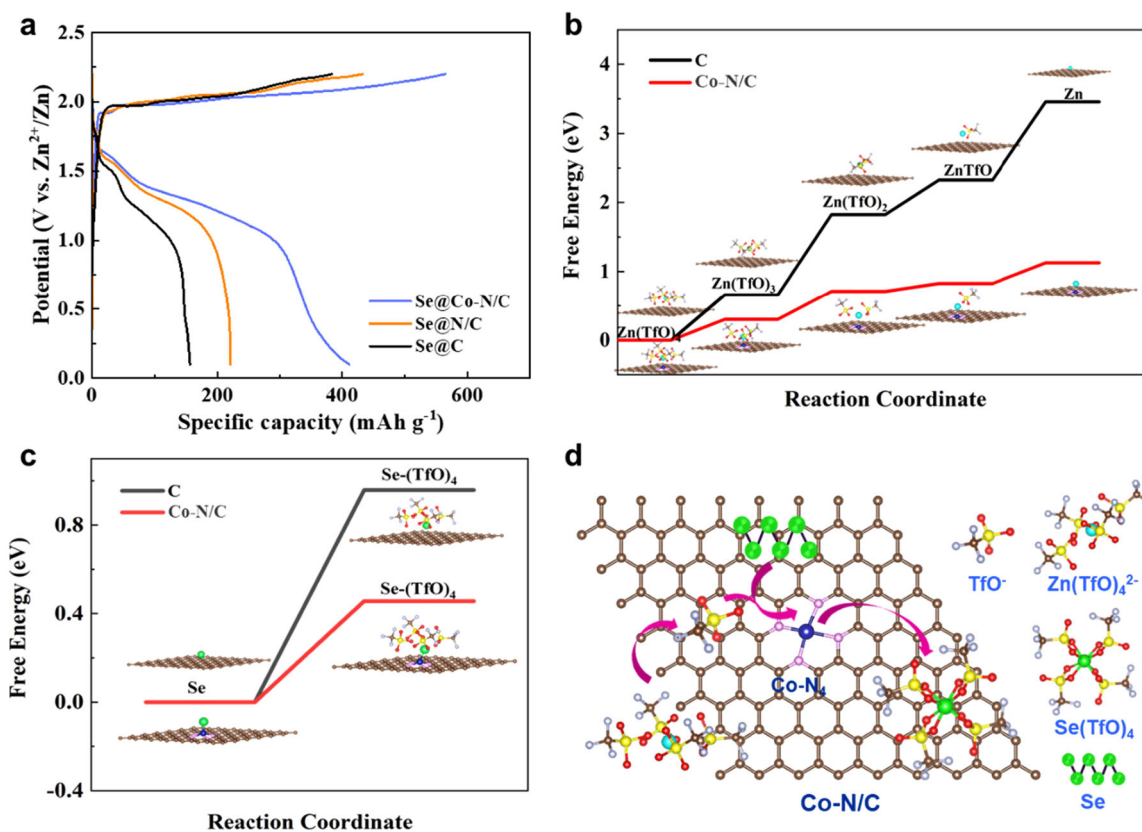 a
2.5
2.0
1.5
1.0
0.5
0.0
Potential (V vs. Zn²⁺/Zn)
0
200
400
600
Specific capacity (mAh g⁻¹)
Se@Co-N/C
Se@N/C
Se@C
b
C
Co-N/C
4
3
2
1
0
Free Energy (eV)
Zn(TfO)₄
Zn(TfO)₃
Zn(TfO)₂
ZnTfO
Zn
Reaction Coordinate
c
C
Co-N/C
0.8
0.4
0.0
-0.4
Free Energy (eV)
Se-(TfO)₄
Se-(TfO)₄
Se
Reaction Coordinate
d
Co-N₄
Co-N/C
TfO⁻
Zn(TfO)₄²⁻
Se(TfO)₄
Se